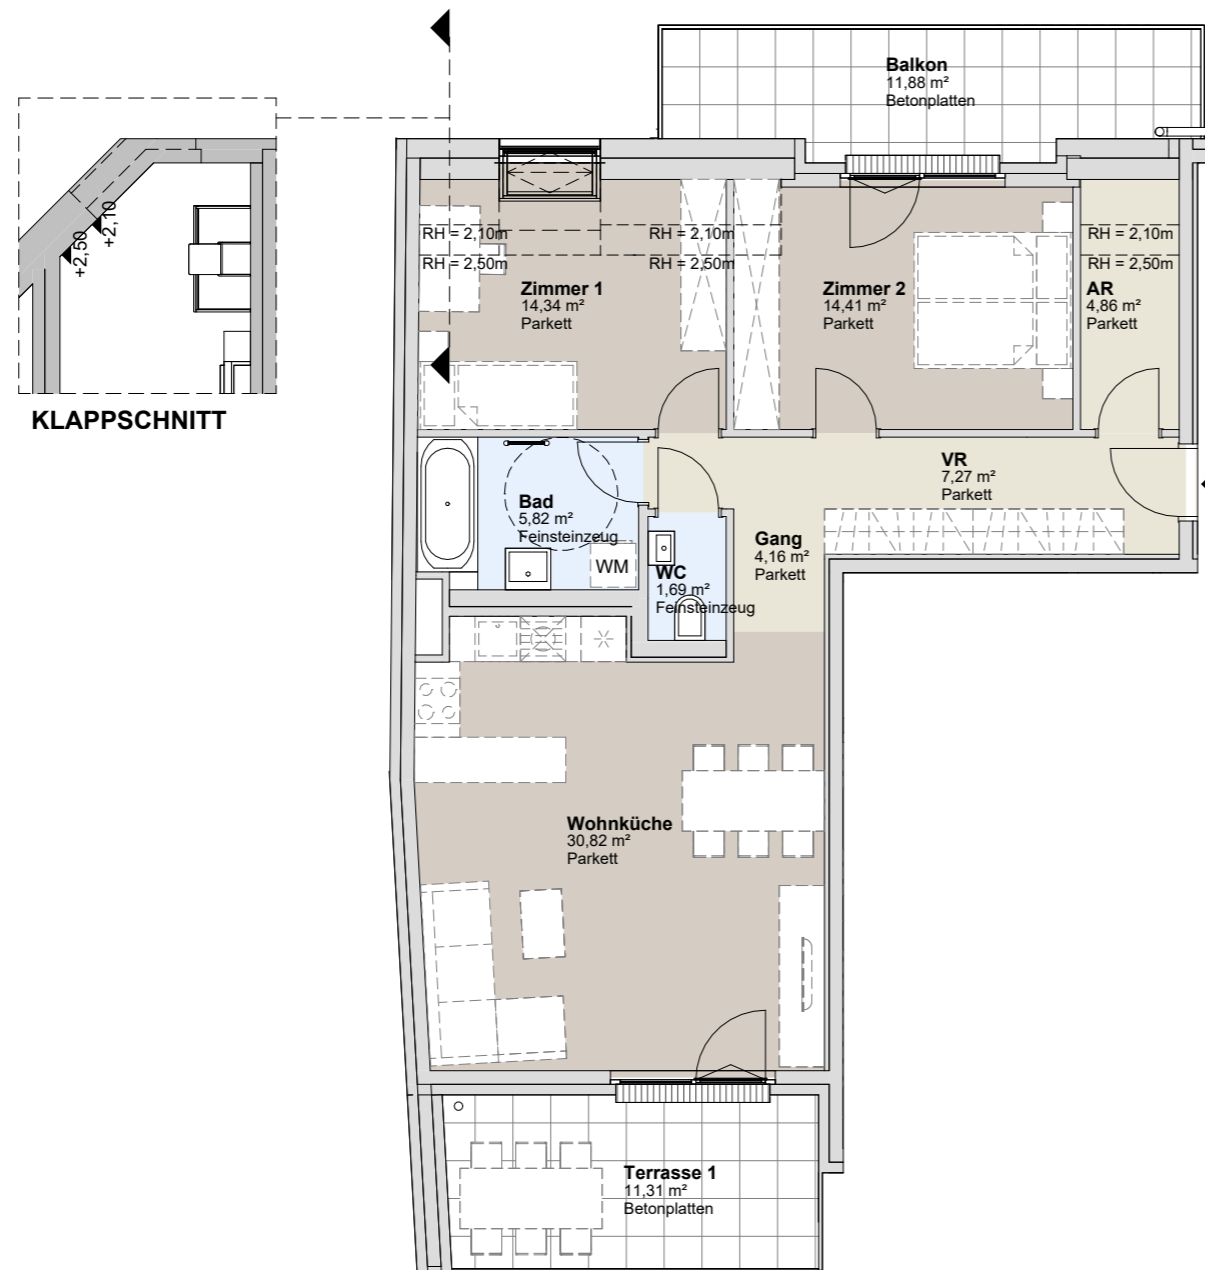 Balkon
11,88 m²
Betonplatten
+2,10
+2,50
KLAPPSCHNITT
RH = 2,10m
RH = 2,50m
RH = 2,10m
RH = 2,50m
Zimmer 1
14,34 m²
Parkett
Zimmer 2
14,41 m²
Parkett
RH = 2,10m
RH = 2,50m
AR
4,86 m²
Parkett
VR
7,27 m²
Parkett
Bad
5,82 m²
Feinsteinzeug
WM
Gang
4,16 m²
Parkett
WC
1,69 m²
Feinsteinzeug
Wohnküche
30,82 m²
Parkett
Terrasse 1
11,31 m²
Betonplatten